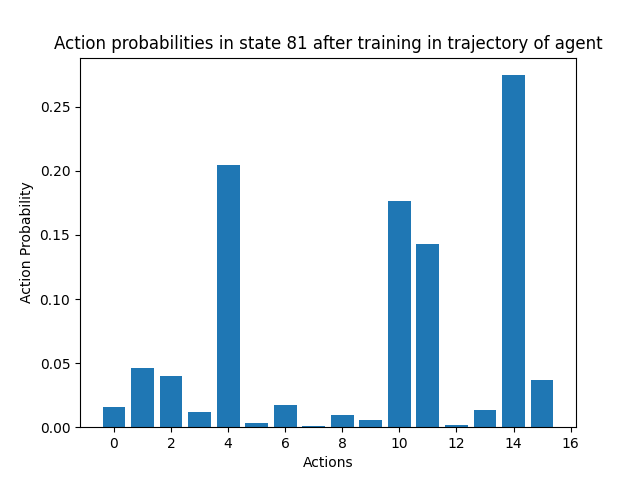 Action probabilities in state 81 after training in trajectory of agent
0.25
0.20
0.15
0.10
0.05
0.00
Action Probability
0 2 4 6 8 10 12 14 16
Actions